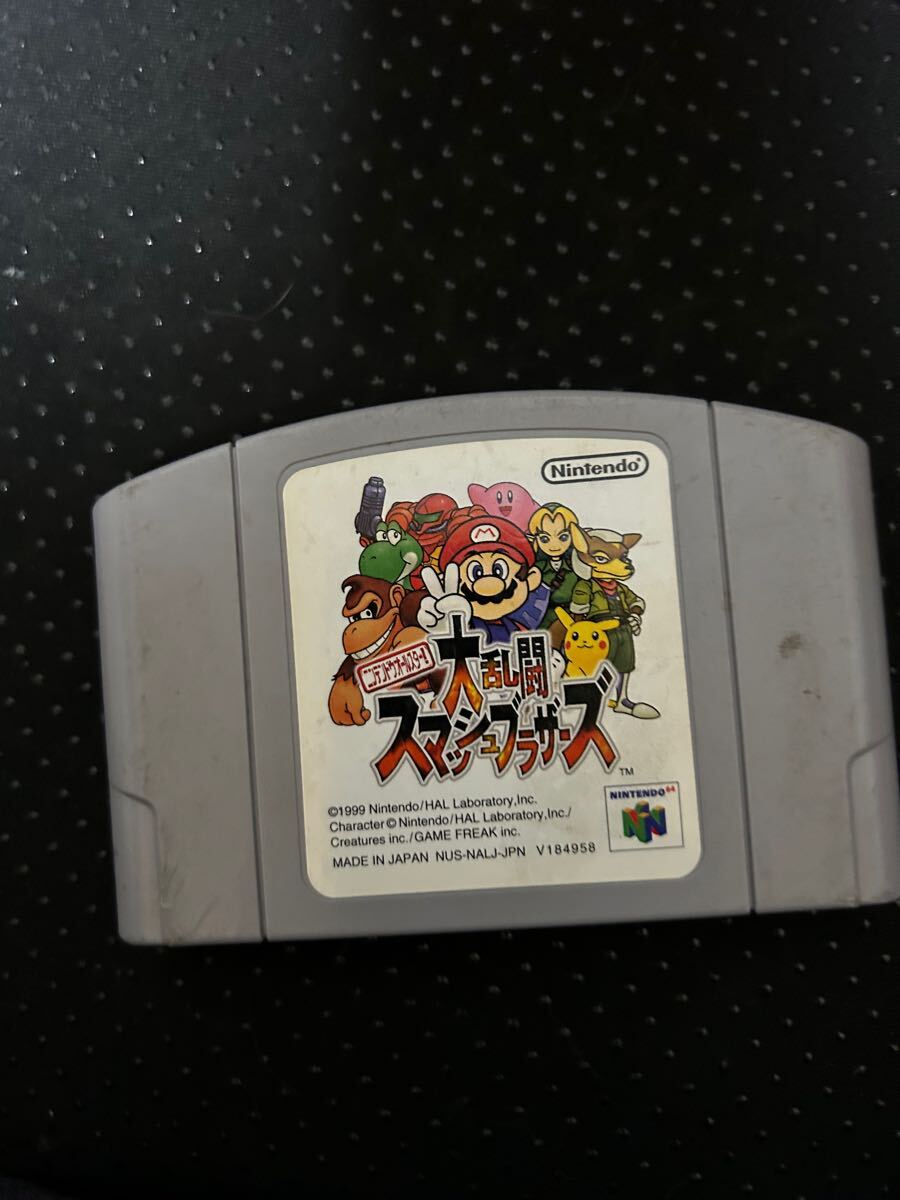 Nintendo®
ニンテンドウオールスター!
大乱闘
スマッシュブラザーズ
TM
©1999 Nintendo/HAL Laboratory,Inc.
Character © Nintendo/HAL Laboratory,Inc./
Creatures inc./GAME FREAK inc.
MADE IN JAPAN NUS-NALJ-JPN V184958
NINTENDO 64